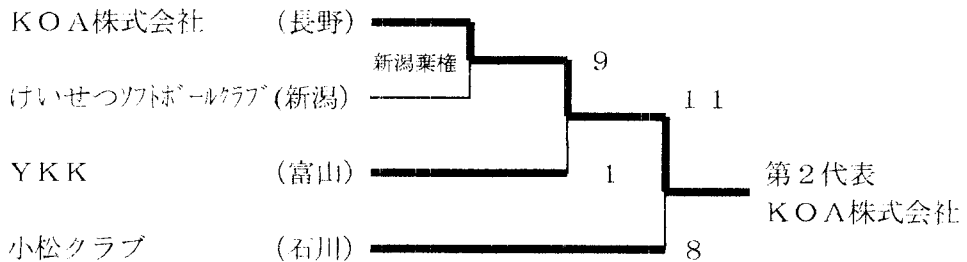 KOA株式会社 (長野)
新潟棄権
9
けいせつソフトボールクラブ(新潟)
11
YKK (富山)
1
第2代表
KOA株式会社
小松クラブ (石川)
8